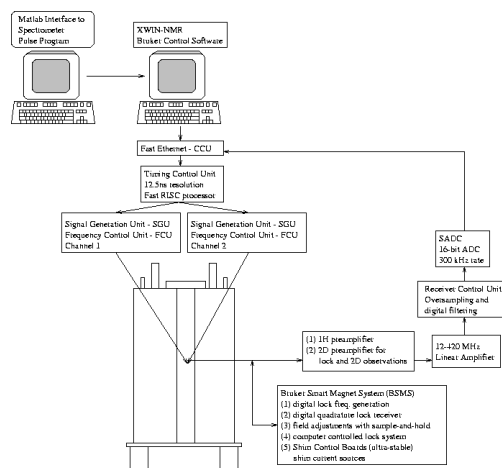 Matlab Interface to
Spectrometer
Pulse Program
XWIN-NMR
Bruker Control Software
Fast Ethernet - CCU
Timing Control Unit
12.5ns resolution
Fast RISC processor
Signal Generation Unit - SGU
Frequency Control Unit - FCU
Channel 1
Signal Generation Unit - SGU
Frequency Control Unit - FCU
Channel 2
SADC
16-bit ADC
300 kHz rate
Receiver Control Unit
Oversampling and
digital filtering
(1) 1H preamplifier
(2) 2D preamplifier for
lock and 2D observations
12-420 MHz
Linear Amplifier
Bruker Smart Magnet System (BSMS)
(1) digital lock freq. generation
(2) digital quadrature lock receiver
(3) field adjustments with sample-and-hold
(4) computer controlled lock system
(5) Shim Control Boards (ultra-stable)
shim current sources